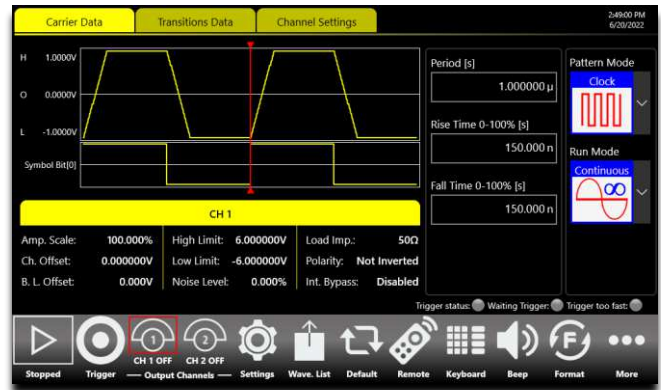 Carrier Data
Transitions Data
Channel Settings
2:49:00 PM
6/20/2022
H 1.0000V
O 0.0000V
L -1.0000V
Symbol Bit[0]
Period [s]
1.000000 µ
Rise Time 0-100% [s]
150.000 n
Fall Time 0-100% [s]
150.000 n
Pattern Mode
Clock
Run Mode
Continuous
CH 1
Amp. Scale: 100.000% High Limit: 6.000000V Load Imp.: 50Ω
Ch. Offset: 0.000000V Low Limit: -6.000000V Polarity: Not Inverted
B. L. Offset: 0.000V Noise Level: 0.000% Int. Bypass: Disabled
Trigger status: Waiting Trigger: Trigger too fast:
1 2 F
CH 1 OFF CH 2 OFF
Stopped Trigger Output Channels Settings Wave. List Default Remote Keyboard Beep Format More